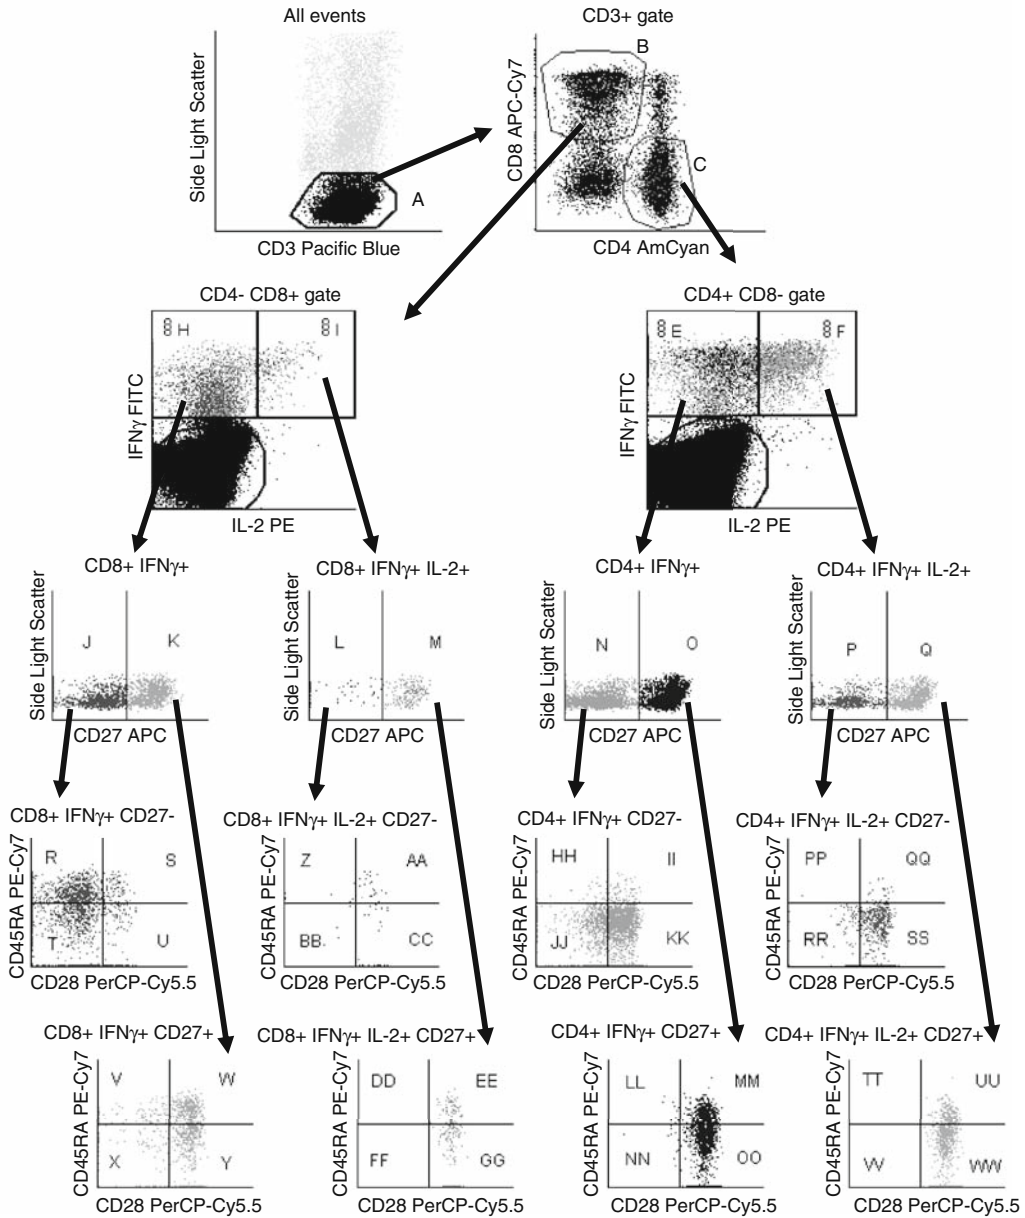 All events
CD3+ gate
Side Light Scatter
A
CD3 Pacific Blue
CD8 APC-Cy7
B
C
CD4 AmCyan
CD4- CD8+ gate
CD4+ CD8- gate
IFNγ FITC
H
I
IL-2 PE
IFNγ FITC
E
F
IL-2 PE
CD8+ IFNγ+
CD8+ IFNγ+ IL-2+
CD4+ IFNγ+
CD4+ IFNγ+ IL-2+
Side Light Scatter
J
K
CD27 APC
Side Light Scatter
L
M
CD27 APC
Side Light Scatter
N
O
CD27 APC
Side Light Scatter
P
Q
CD27 APC
CD8+ IFNγ+ CD27-
CD8+ IFNγ+ IL-2+ CD27-
CD4+ IFNγ+ CD27-
CD4+ IFNγ+ IL-2+ CD27-
CD45RA PE-Cy7
R
S
T
U
CD28 PerCP-Cy5.5
CD45RA PE-Cy7
Z
AA
BB
CC
CD28 PerCP-Cy5.5
CD45RA PE-Cy7
HH
II
JJ
KK
CD28 PerCP-Cy5.5
CD45RA PE-Cy7
PP
QQ
RR
SS
CD28 PerCP-Cy5.5
CD8+ IFNγ+ CD27+
CD8+ IFNγ+ IL-2+ CD27+
CD4+ IFNγ+ CD27+
CD4+ IFNγ+ IL-2+ CD27+
CD45RA PE-Cy7
V
W
X
Y
CD28 PerCP-Cy5.5
CD45RA PE-Cy7
DD
EE
FF
GG
CD28 PerCP-Cy5.5
CD45RA PE-Cy7
LL
MM
NN
OO
CD28 PerCP-Cy5.5
CD45RA PE-Cy7
TT
UU
VV
WW
CD28 PerCP-Cy5.5